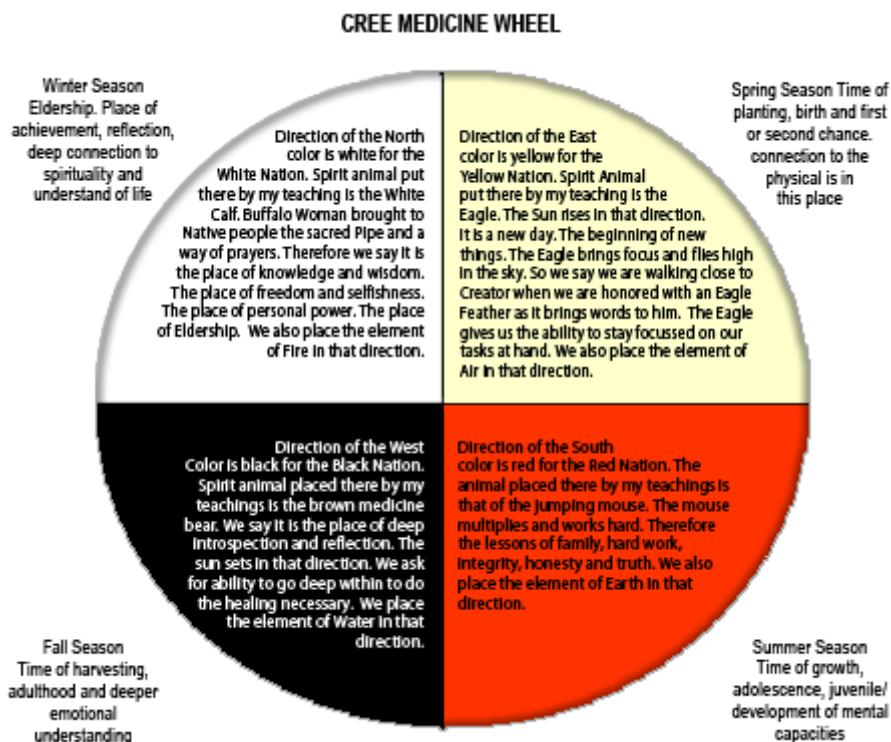 CREE MEDICINE WHEEL
Winter Season
Eldership. Place of
achievement, reflection,
deep connection to
spirituality and
understand of life
Spring Season Time of
planting, birth and first
or second chance.
connection to the
physical is in
this place
Direction of the North
color is white for the
White Nation. Spirit animal put
there by my teaching is the White
Calf. Buffalo Woman brought to
Native people the sacred Pipe and a
way of prayers. Therefore we say it is
the place of knowledge and wisdom.
The place of freedom and selfishness.
The place of personal power. The place
of Eldership. We also place the element
of Fire in that direction.
Direction of the East
color is yellow for the
Yellow Nation. Spirit Animal
put there by my teaching is the
Eagle. The Sun rises in that direction.
It is a new day. The beginning of new
things. The Eagle brings focus and flies high
in the sky. So we say we are walking close to
Creator when we are honored with an Eagle
Feather as it brings words to him. The Eagle
gives us the ability to stay focussed on our
tasks at hand. We also place the element of
Air in that direction.
Direction of the West
Color is black for the Black Nation.
Spirit animal placed there by my
teachings is the brown medicine
bear. We say it is the place of deep
introspection and reflection. The
sun sets in that direction. We ask
for ability to go deep within to do
the healing necessary. We place
the element of Water in that
direction.
Direction of the South
color is red for the Red Nation. The
animal placed there by my teachings is
that of the jumping mouse. The mouse
multiplies and works hard. Therefore
the lessons of family, hard work,
integrity, honesty and truth. We also
place the element of Earth in that
direction.
Fall Season
Time of harvesting,
adulthood and deeper
emotional
understanding
Summer Season
Time of growth,
adolescence, juvenile/
development of mental
capacities